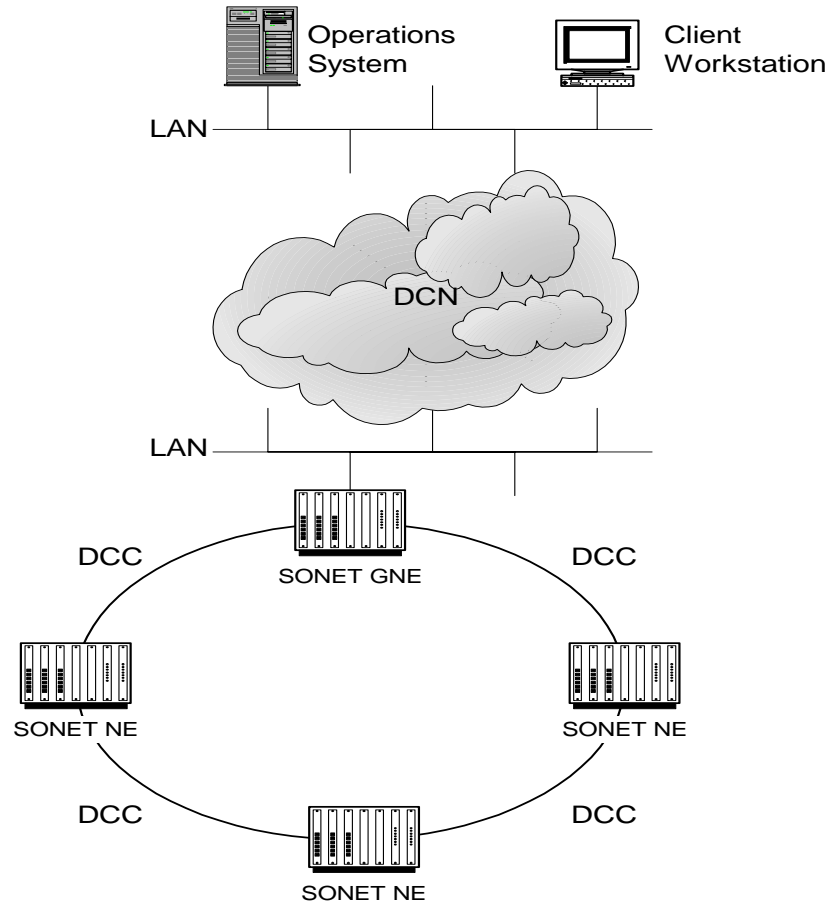 Operations
System
Client
Workstation
LAN
DCN
LAN
DCC
DCC
SONET GNE
SONET NE
SONET NE
DCC
DCC
SONET NE